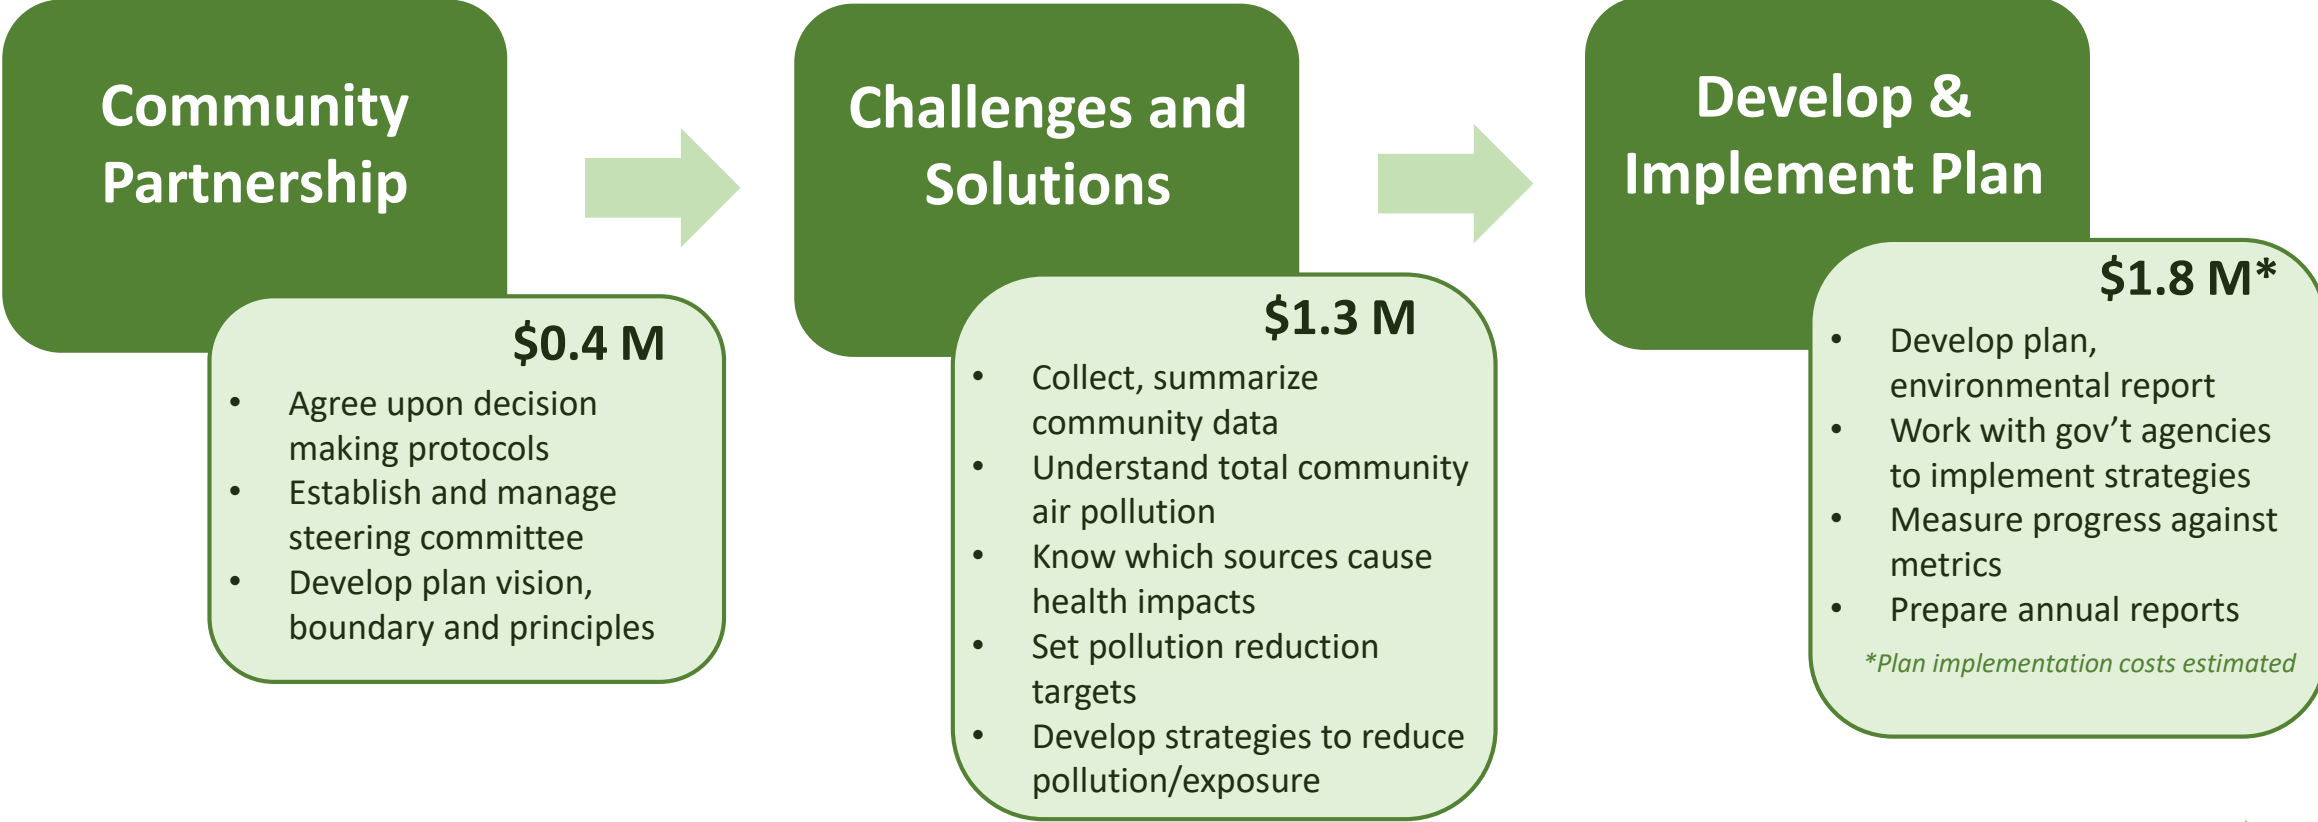 Community
Partnership
$0.4 M
• Agree upon decision
making protocols
• Establish and manage
steering committee
• Develop plan vision,
boundary and principles
Challenges and
Solutions
$1.3 M
• Collect, summarize
community data
• Understand total community
air pollution
• Know which sources cause
health impacts
• Set pollution reduction
targets
• Develop strategies to reduce
pollution/exposure
Develop &
Implement Plan
$1.8 M*
• Develop plan,
environmental report
• Work with gov’t agencies
to implement strategies
• Measure progress against
metrics
• Prepare annual reports
*Plan implementation costs estimated